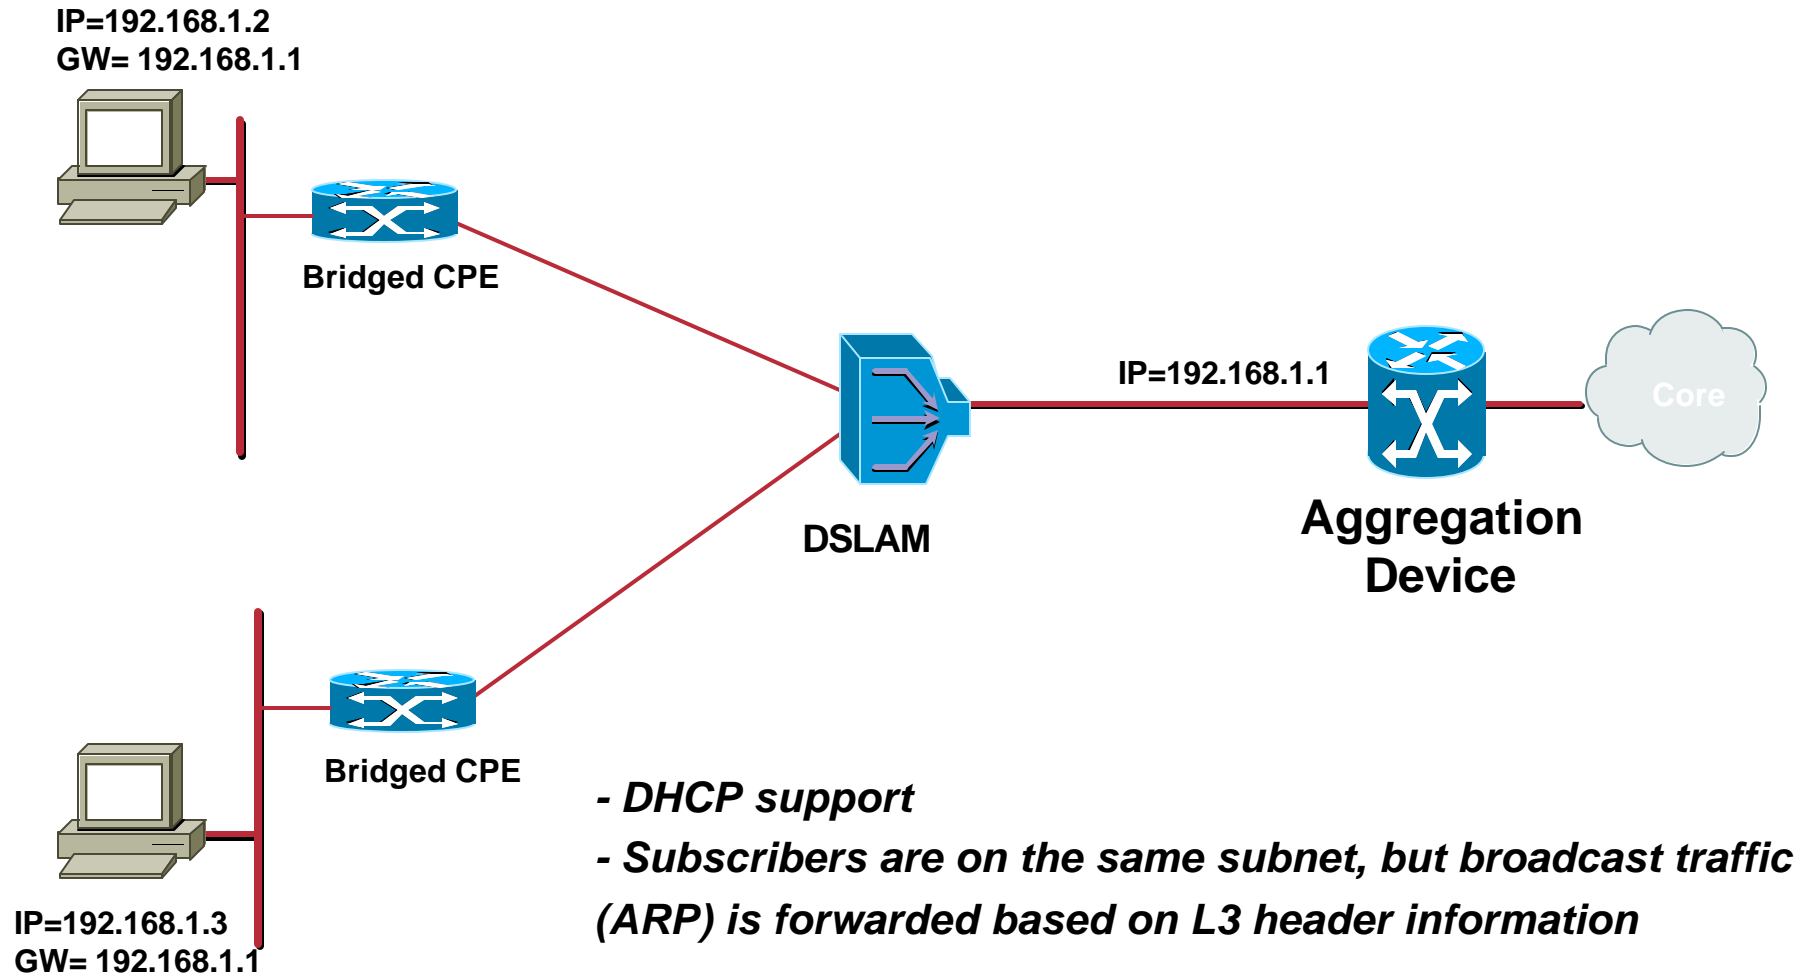 IP=192.168.1.2
GW= 192.168.1.1
Bridged CPE
IP=192.168.1.1
Core
DSLAM
Aggregation
Device
Bridged CPE
- DHCP support
- Subscribers are on the same subnet, but broadcast traffic
(ARP) is forwarded based on L3 header information
IP=192.168.1.3
GW= 192.168.1.1